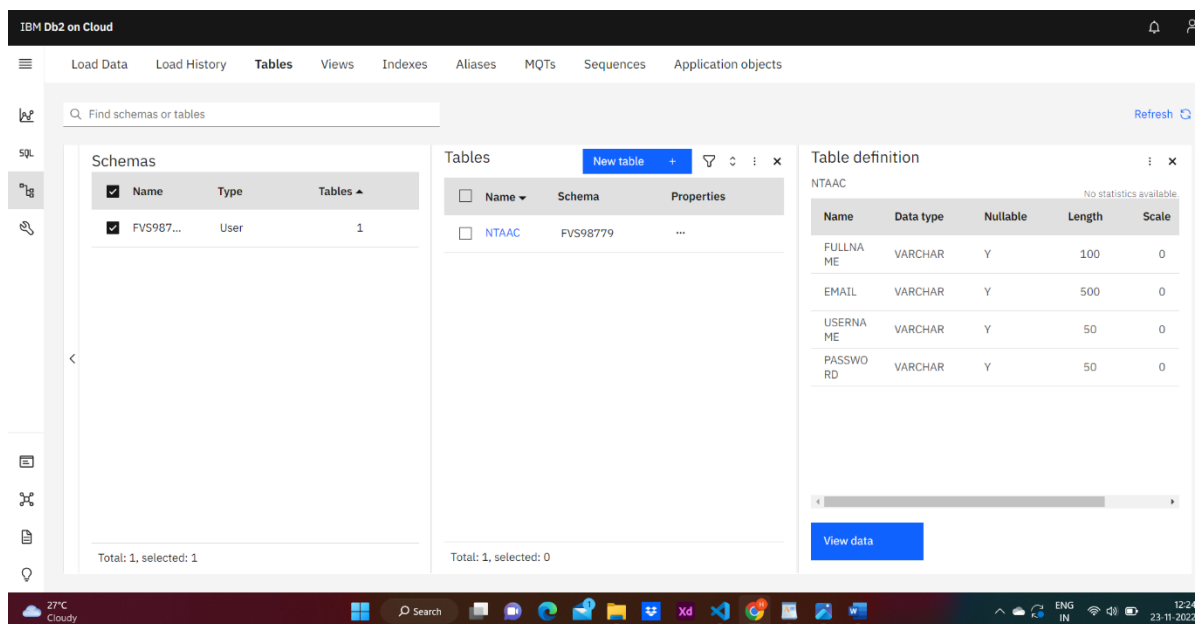 IBM Db2 on Cloud
Load Data Load History Tables Views Indexes Aliases MQTs Sequences Application objects
Find schemas or tables
Refresh
SQL
Schemas
Name Type Tables
FVS987... User 1
Total: 1, selected: 1
Tables
New table +
Name Schema Properties
NTAAC FVS98779 ...
Total: 1, selected: 0
Table definition
NTAAC
No statistics available.
Name Data type Nullable Length Scale
FULLNA
ME VARCHAR Y 100 0
EMAIL VARCHAR Y 500 0
USERNA
ME VARCHAR Y 50 0
PASSWO
RD VARCHAR Y 50 0
View data
27°C
Cloudy
Search
Xd
ENG
IN
12:24
23-11-2022